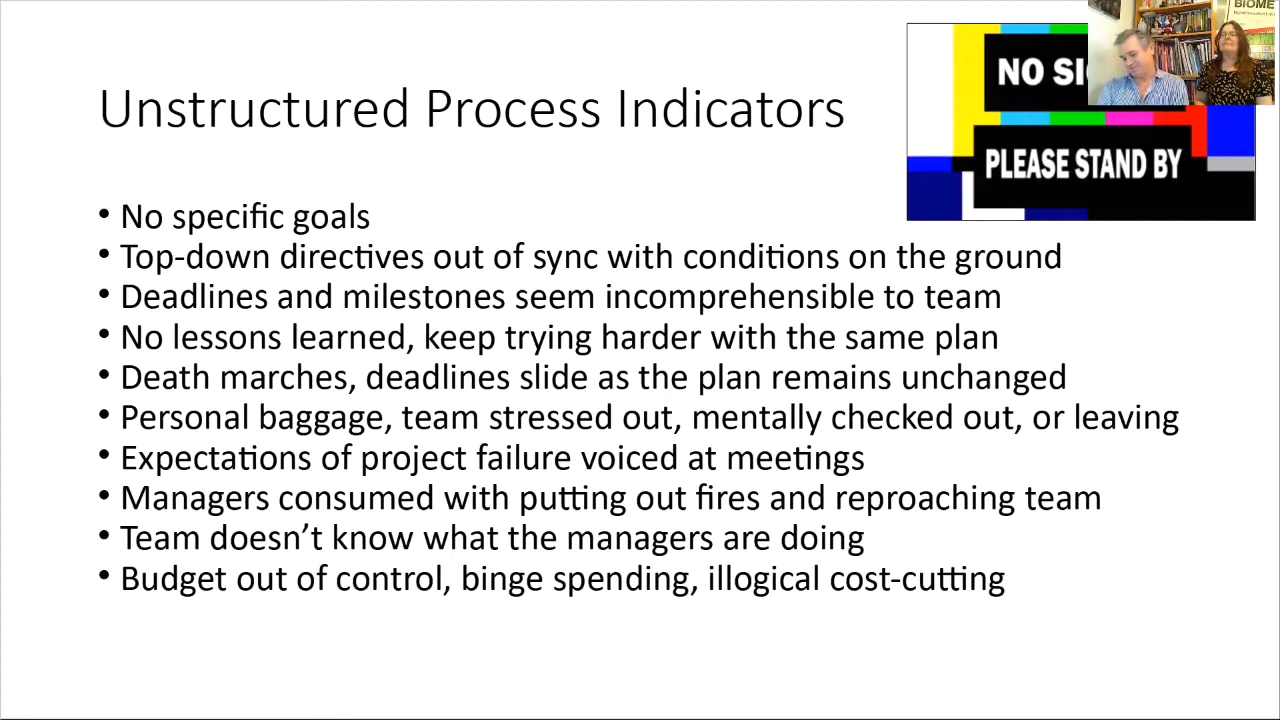 BIOME
NO SI
PLEASE STAND BY
Unstructured Process Indicators
• No specific goals
• Top-down directives out of sync with conditions on the ground
• Deadlines and milestones seem incomprehensible to team
• No lessons learned, keep trying harder with the same plan
• Death marches, deadlines slide as the plan remains unchanged
• Personal baggage, team stressed out, mentally checked out, or leaving
• Expectations of project failure voiced at meetings
• Managers consumed with putting out fires and reproaching team
• Team doesn’t know what the managers are doing
• Budget out of control, binge spending, illogical cost-cutting